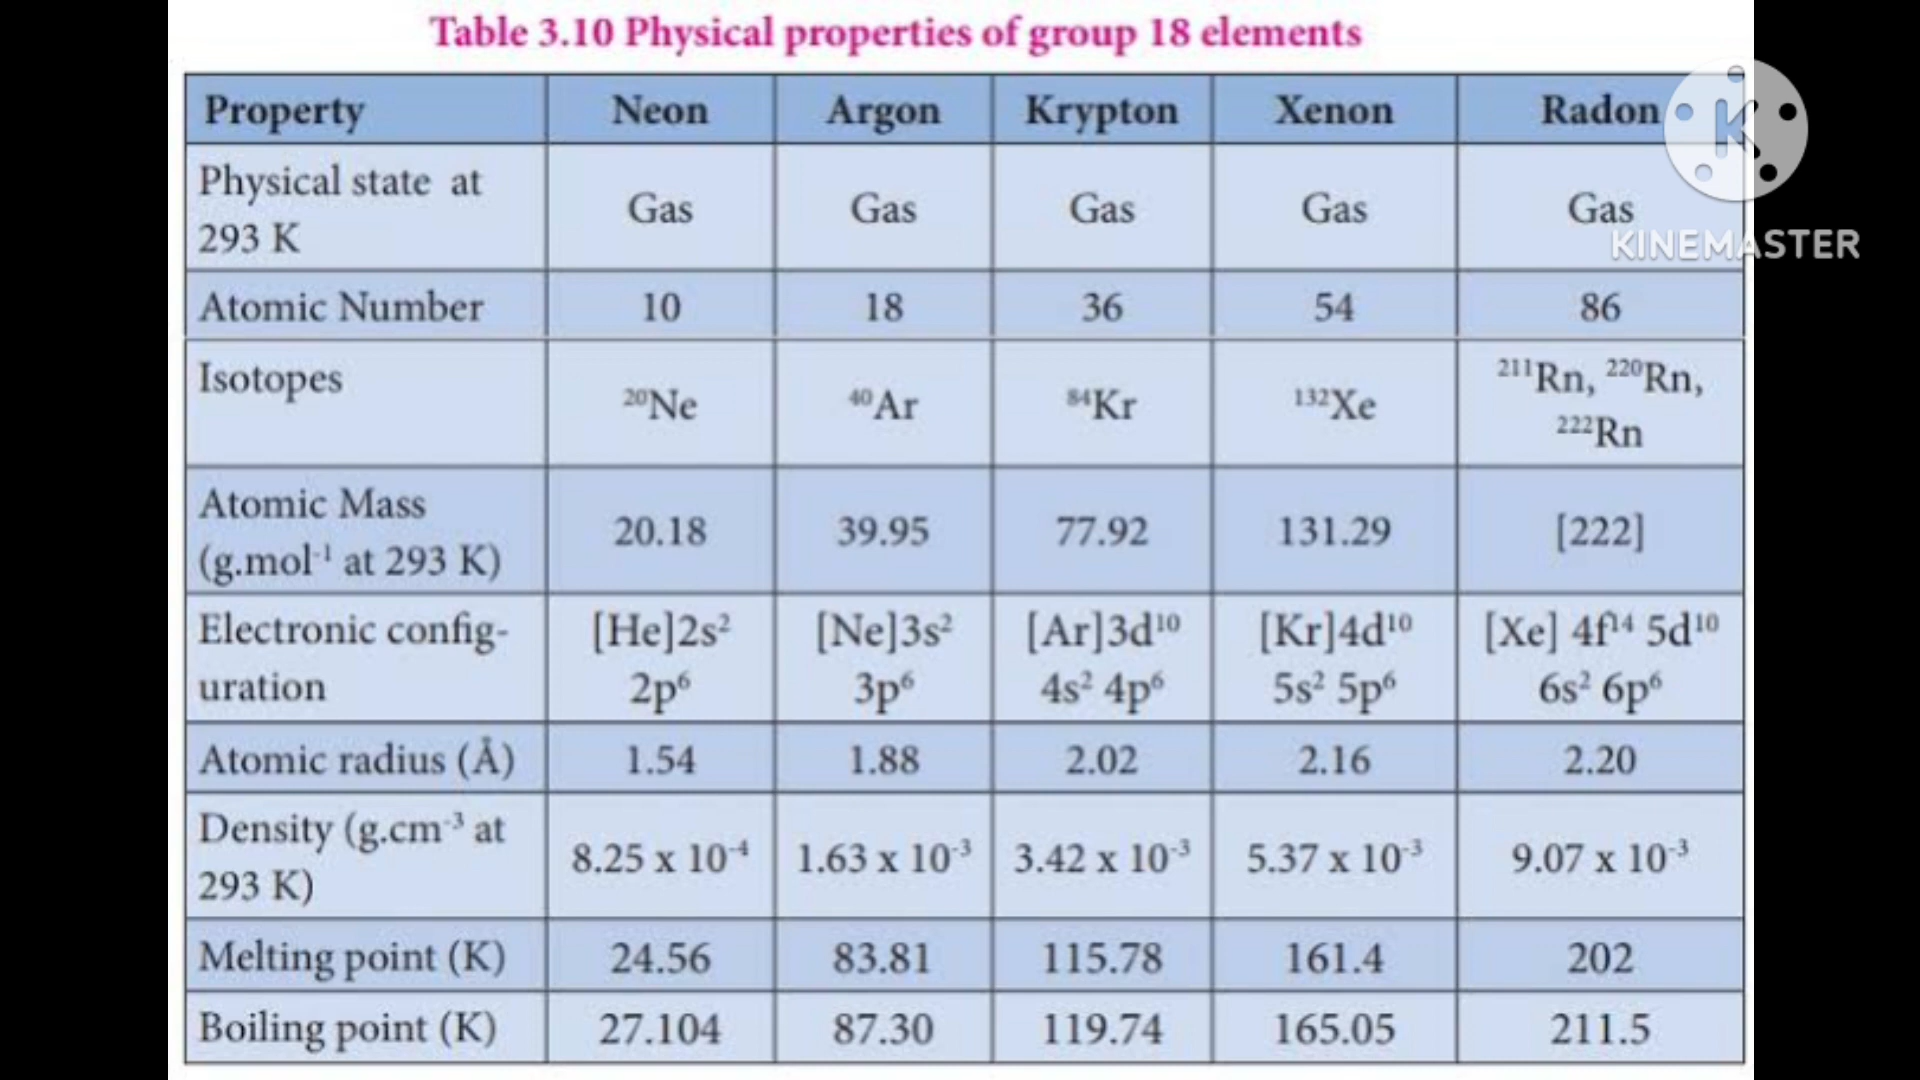 Table 3.10 Physical properties of group 18 elements
Property Neon Argon Krypton Xenon Radon
Physical state at 293 K Gas Gas Gas Gas Gas
KINEMASTER
Atomic Number 10 18 36 54 86
Isotopes ²⁰Ne ⁴⁰Ar ⁸⁴Kr ¹³²Xe ²¹¹Rn, ²²⁰Rn, ²²²Rn
Atomic Mass (g.mol⁻¹ at 293 K) 20.18 39.95 77.92 131.29 [222]
Electronic config-uration [He]2s² 2p⁶ [Ne]3s² 3p⁶ [Ar]3d¹⁰ 4s² 4p⁶ [Kr]4d¹⁰ 5s² 5p⁶ [Xe] 4f¹⁴ 5d¹⁰ 6s² 6p⁶
Atomic radius (Å) 1.54 1.88 2.02 2.16 2.20
Density (g.cm⁻³ at 293 K) 8.25 x 10⁻⁴ 1.63 x 10⁻³ 3.42 x 10⁻³ 5.37 x 10⁻³ 9.07 x 10⁻³
Melting point (K) 24.56 83.81 115.78 161.4 202
Boiling point (K) 27.104 87.30 119.74 165.05 211.5